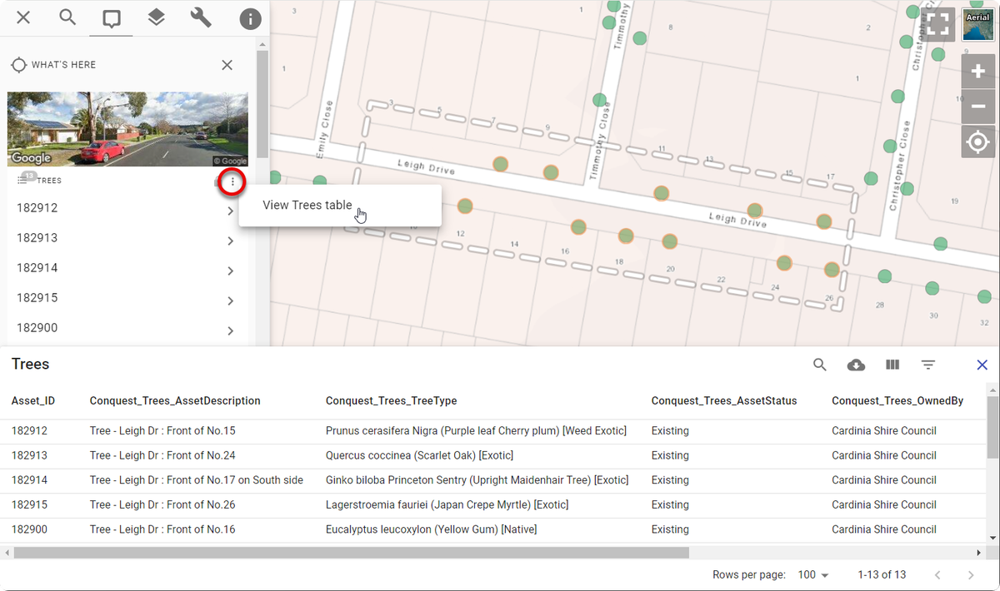 WHAT'S HERE
Google
© Google
13
TREES
182912
182913
182914
182915
182900
View Trees table
Aerial
Emily Close
Timmothy
Timmothy Close
Christopher Cl
Christopher Close
Leigh Drive
Leigh Drive
3
1
8
2
9
1
10
1
3
5
7
9
11
13
15
17
19
10
12
14
16
18
20
22
24
26
28
30
32
Trees
Asset_ID Conquest_Trees_AssetDescription Conquest_Trees_TreeType Conquest_Trees_AssetStatus Conquest_Trees_OwnedBy
182912 Tree - Leigh Dr : Front of No.15 Prunus cerasifera Nigra (Purple leaf Cherry plum) [Weed Exotic] Existing Cardinia Shire Council
182913 Tree - Leigh Dr : Front of No.24 Quercus coccinea (Scarlet Oak) [Exotic] Existing Cardinia Shire Council
182914 Tree - Leigh Dr : Front of No.17 on South side Ginko biloba Princeton Sentry (Upright Maidenhair Tree) [Exotic] Existing Cardinia Shire Council
182915 Tree - Leigh Dr : Front of No.26 Lagerstroemia fauriei (Japan Crepe Myrtle) [Exotic] Existing Cardinia Shire Council
182900 Tree - Leigh Dr : Front of No.16 Eucalyptus leucoxylon (Yellow Gum) [Native] Existing Cardinia Shire Council
Rows per page: 100 1-13 of 13